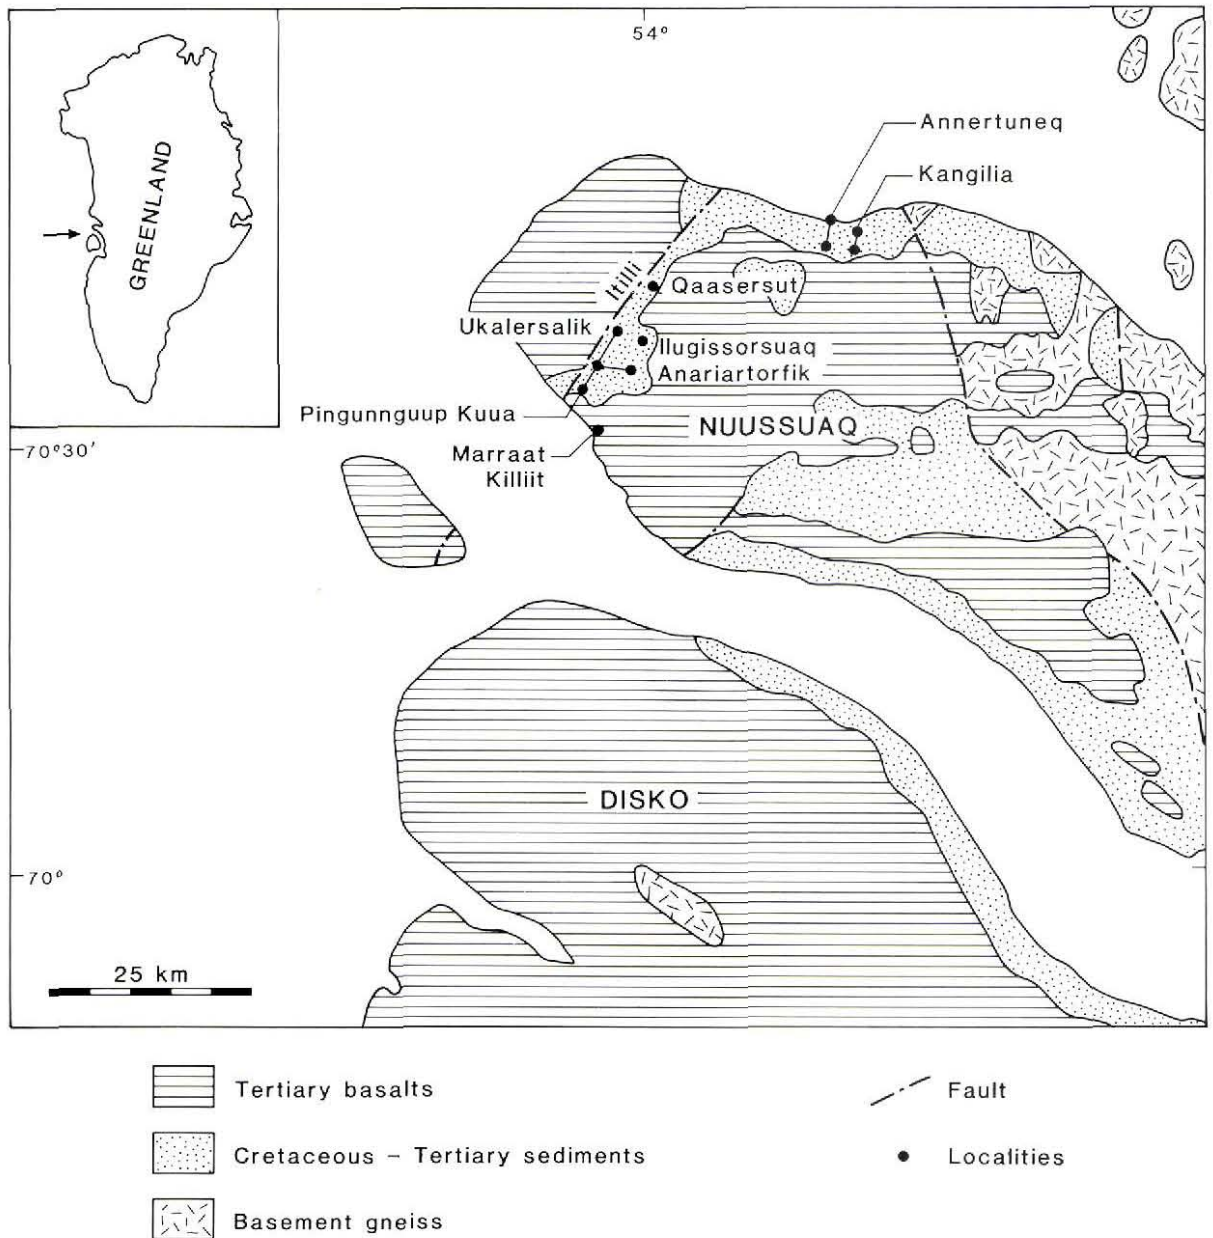 54°
GREENLAND
Annertuneq
Kangilia
Itilli
Qaasersut
Ukalersalik
Ilugissorsuaq
Anariartorfik
Pingunnguup Kuua
NUUSSUAQ
Marraat
Killiit
70°30'
DISKO
70°
25 km
Tertiary basalts
Fault
Cretaceous – Tertiary sediments
Localities
Basement gneiss